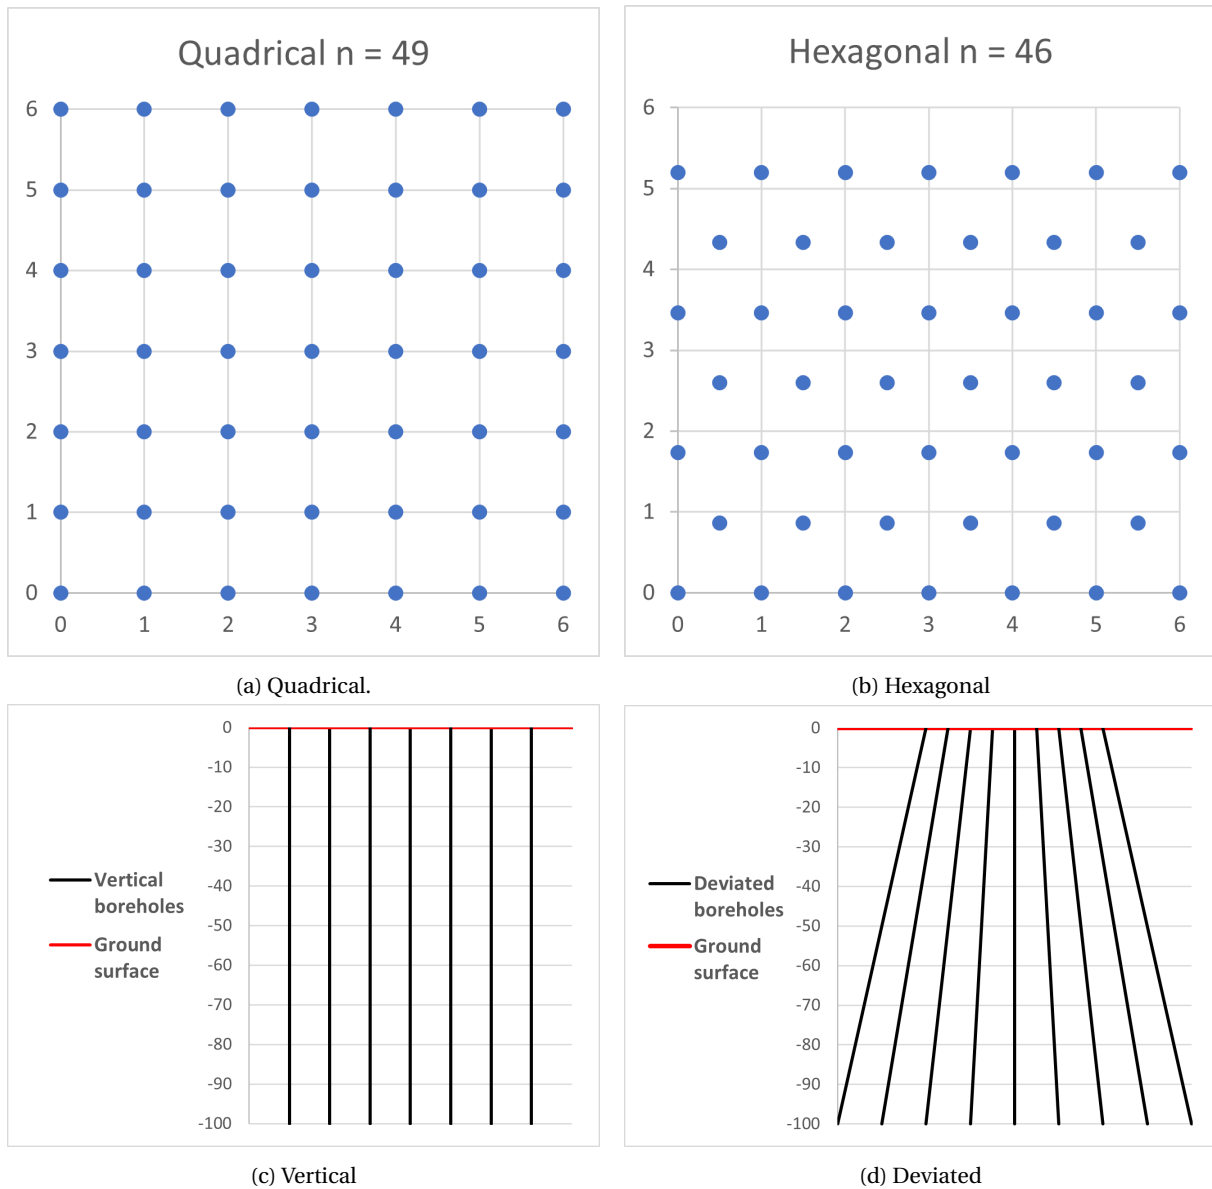 Quadrical n = 49
6
5
4
3
2
1
0
0 1 2 3 4 5 6
(a) Quadrical.
Hexagonal n = 46
6
5
4
3
2
1
0
0 1 2 3 4 5 6
(b) Hexagonal
0
-10
-20
-30
-40
-50
-60
-70
-80
-90
-100
Vertical
boreholes
Ground
surface
(c) Vertical
0
-10
-20
-30
-40
-50
-60
-70
-80
-90
-100
Deviated
boreholes
Ground
surface
(d) Deviated